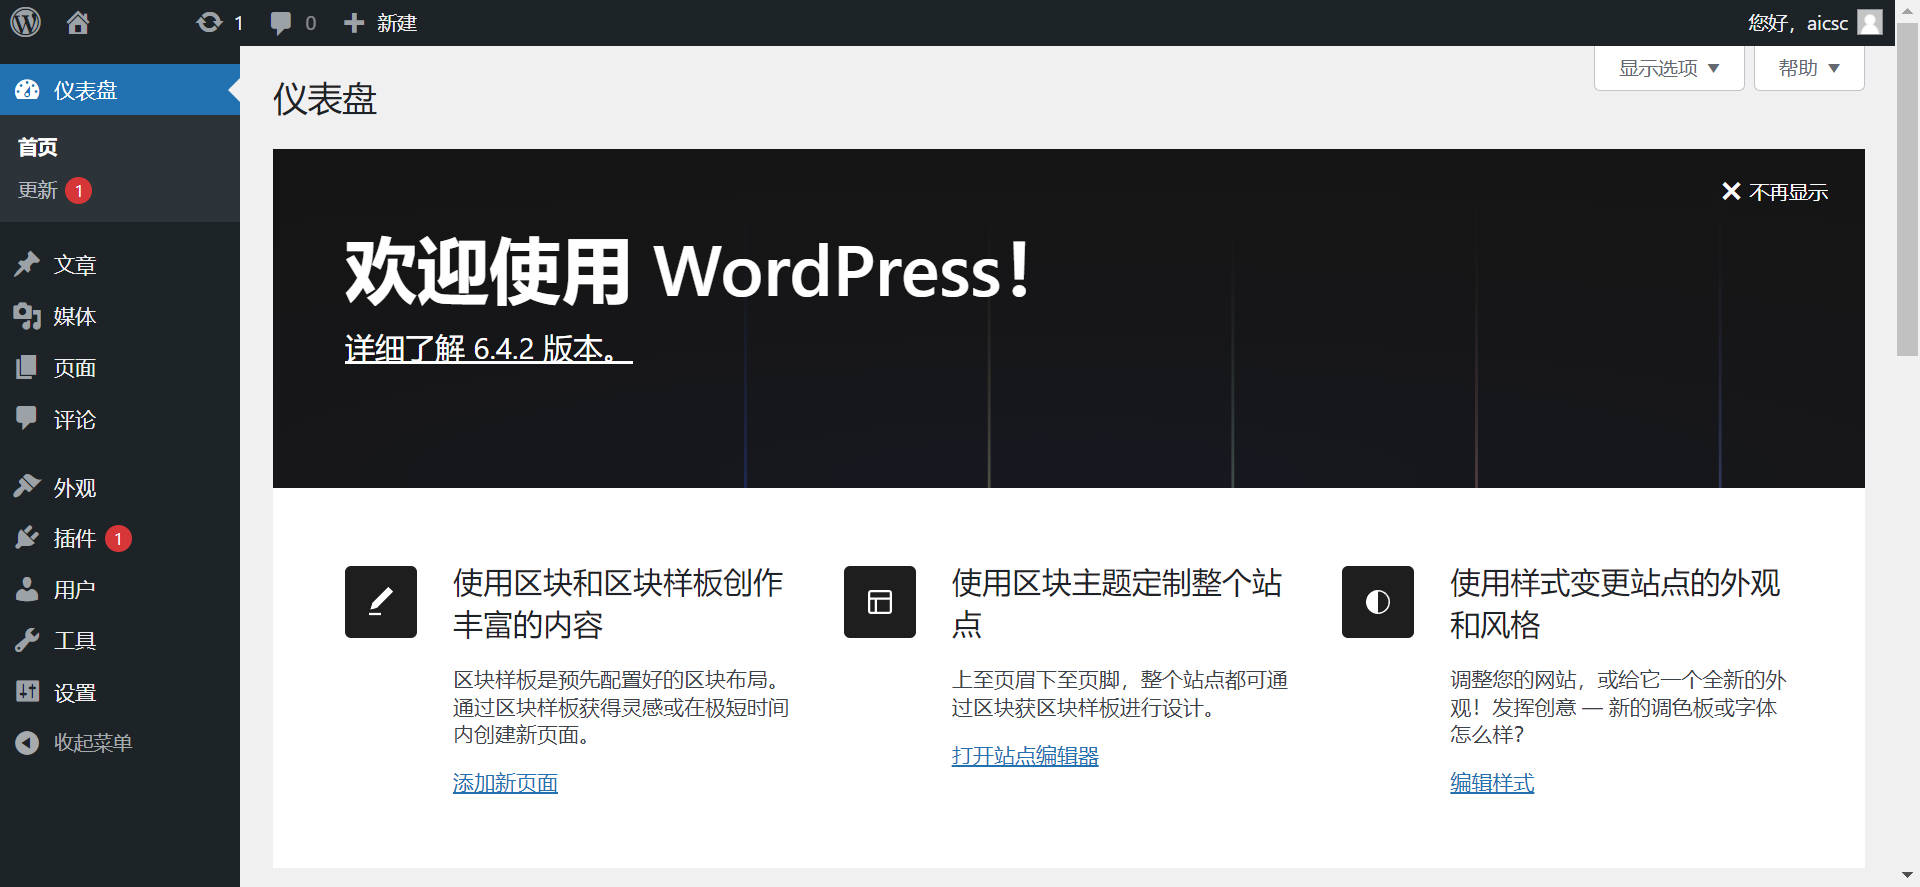 1 0 新建
您好，aicsc
仪表盘
首页
更新 1
文章
媒体
页面
评论
外观
插件 1
用户
工具
设置
收起菜单
显示选项
帮助
仪表盘
不再显示
欢迎使用 WordPress！
详细了解 6.4.2 版本。
使用区块和区块样板创作
丰富的内容
区块样板是预先配置好的区块布局。
通过区块样板获得灵感或在极短时间
内创建新页面。
添加新页面
使用区块主题定制整个站
点
上至页眉下至页脚，整个站点都可通
过区块获区块样板进行设计。
打开站点编辑器
使用样式变更站点的外观
和风格
调整您的网站，或给它一个全新的外
观！发挥创意 — 新的调色板或字体
怎么样？
编辑样式